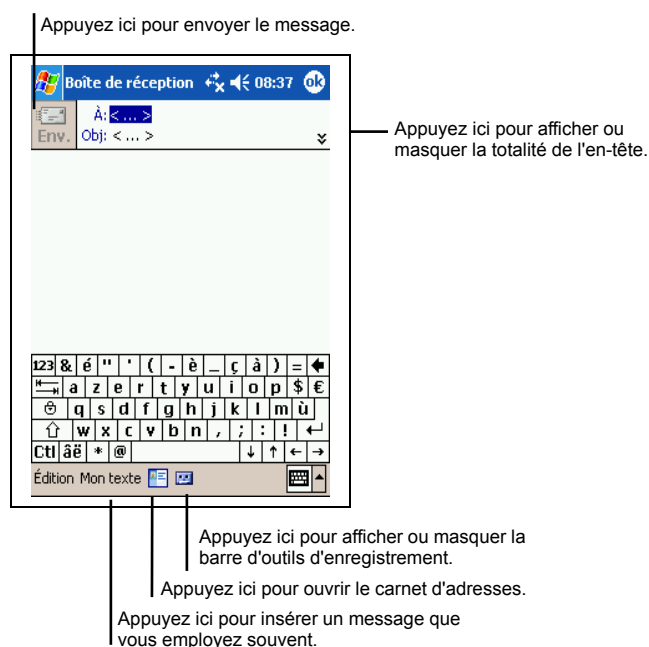 Appuyez ici pour envoyer le message.
Boîte de réception 08:37 ok
À: < ... >
Env. Obj: < ... >
Appuyez ici pour afficher ou
masquer la totalité de l'en-tête.
123 & é " ' ( - è _ ç à ) =
a z e r t y u i o p $ €
q s d f g h j k l m ù
w x c v b n , ; : !
Ctl âë * @ ↓ ↑ ← →
Édition Mon texte
Appuyez ici pour afficher ou masquer la
barre d'outils d'enregistrement.
Appuyez ici pour ouvrir le carnet d'adresses.
Appuyez ici pour insérer un message que
vous employez souvent.